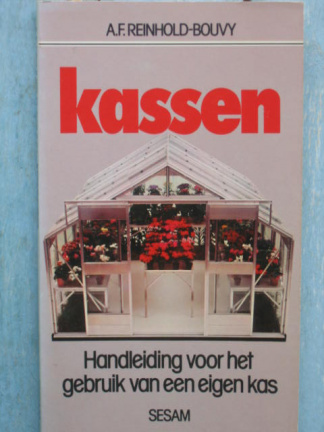 A.F. REINHOLD-BOUVY
kassen
Handleiding voor het
gebruik van een eigen kas
SESAM